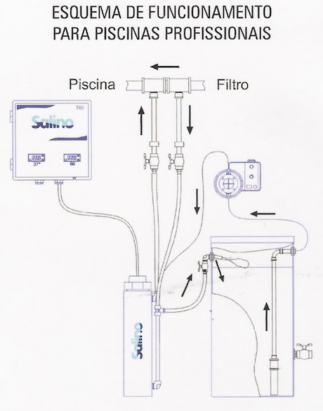 ESQUEMA DE FUNCIONAMENTO
PARA PISCINAS PROFISSIONAIS
Piscina
Filtro
Salino
Salino